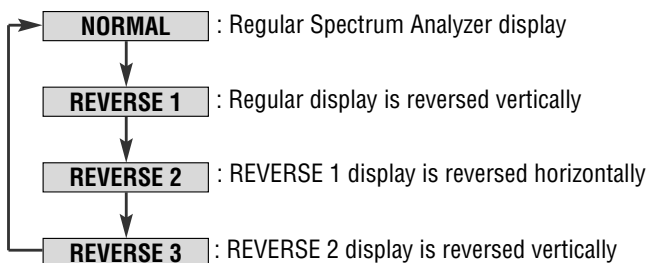 NORMAL : Regular Spectrum Analyzer display
REVERSE 1 : Regular display is reversed vertically
REVERSE 2 : REVERSE 1 display is reversed horizontally
REVERSE 3 : REVERSE 2 display is reversed vertically